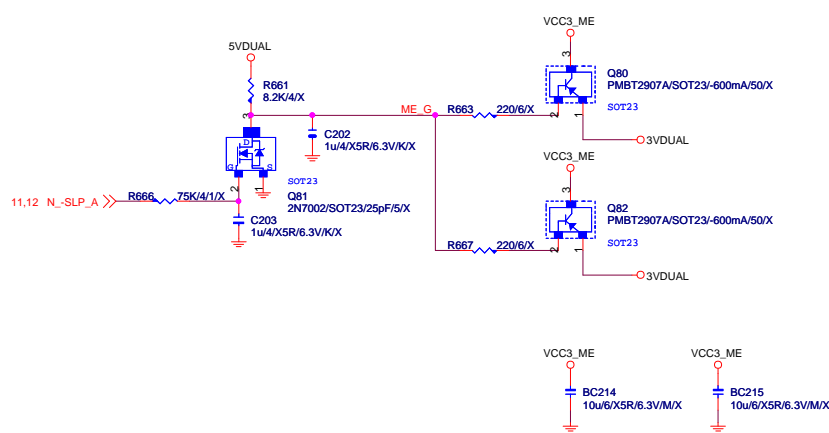 VCC3_ME
3
Q80
PMBT2907A/SOT23/-600mA/50/X
SOT23
2
1
3VDUAL
5VDUAL
R661
8.2K/4/X
3
ME_G
R663
220/6/X
C202
1u/4/X5R/6.3V/K/X
D
G
S
SOT23
2
1
Q81
2N7002/SOT23/25pF/5/X
11,12 N_-SLP_A
R666
75K/4/1/X
C203
1u/4/X5R/6.3V/K/X
VCC3_ME
3
Q82
PMBT2907A/SOT23/-600mA/50/X
SOT23
R667
220/6/X
2
1
3VDUAL
VCC3_ME
BC214
10u/6/X5R/6.3V/M/X
VCC3_ME
BC215
10u/6/X5R/6.3V/M/X